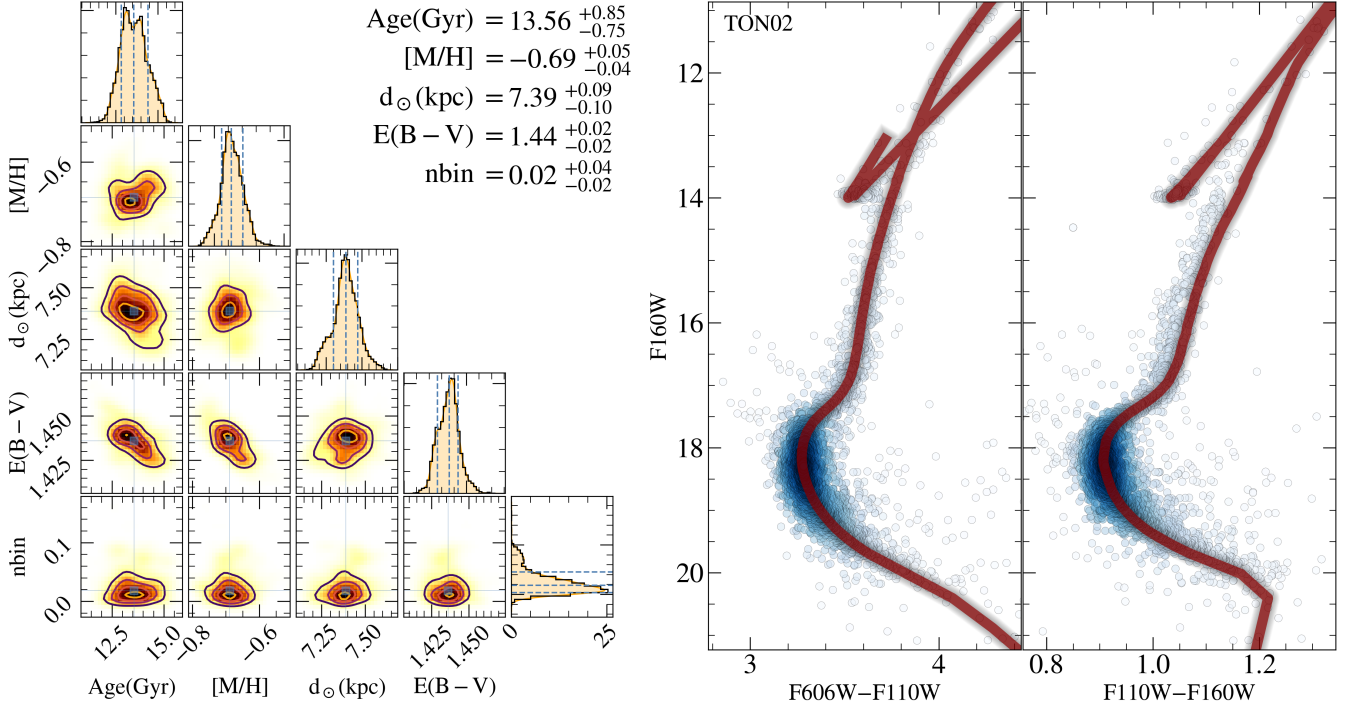 Age(Gyr) = 13.56 +0.85 −0.75
[M/H] = −0.69 +0.05 −0.04
d⊙(kpc) = 7.39 +0.09 −0.10
E(B − V) = 1.44 +0.02 −0.02
nbin = 0.02 +0.04 −0.02
[M/H]
−0.6
−0.8
d⊙(kpc)
7.50
7.25
E(B − V)
1.450
1.425
nbin
0.1
0.0
12.5 15.0
−0.8 −0.6
7.25 7.50
1.425 1.450
0 25
Age(Gyr) [M/H] d⊙(kpc) E(B − V)
TON02
F160W
12
14
16
18
20
3 4
0.8 1.0 1.2
F606W−F110W
F110W−F160W